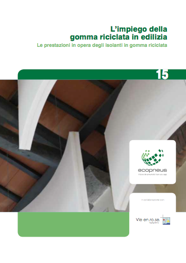 L'impiego della
gomma riciclata in edilizia
Le prestazioni in opera degli isolanti in gomma riciclata
15
ecopneus